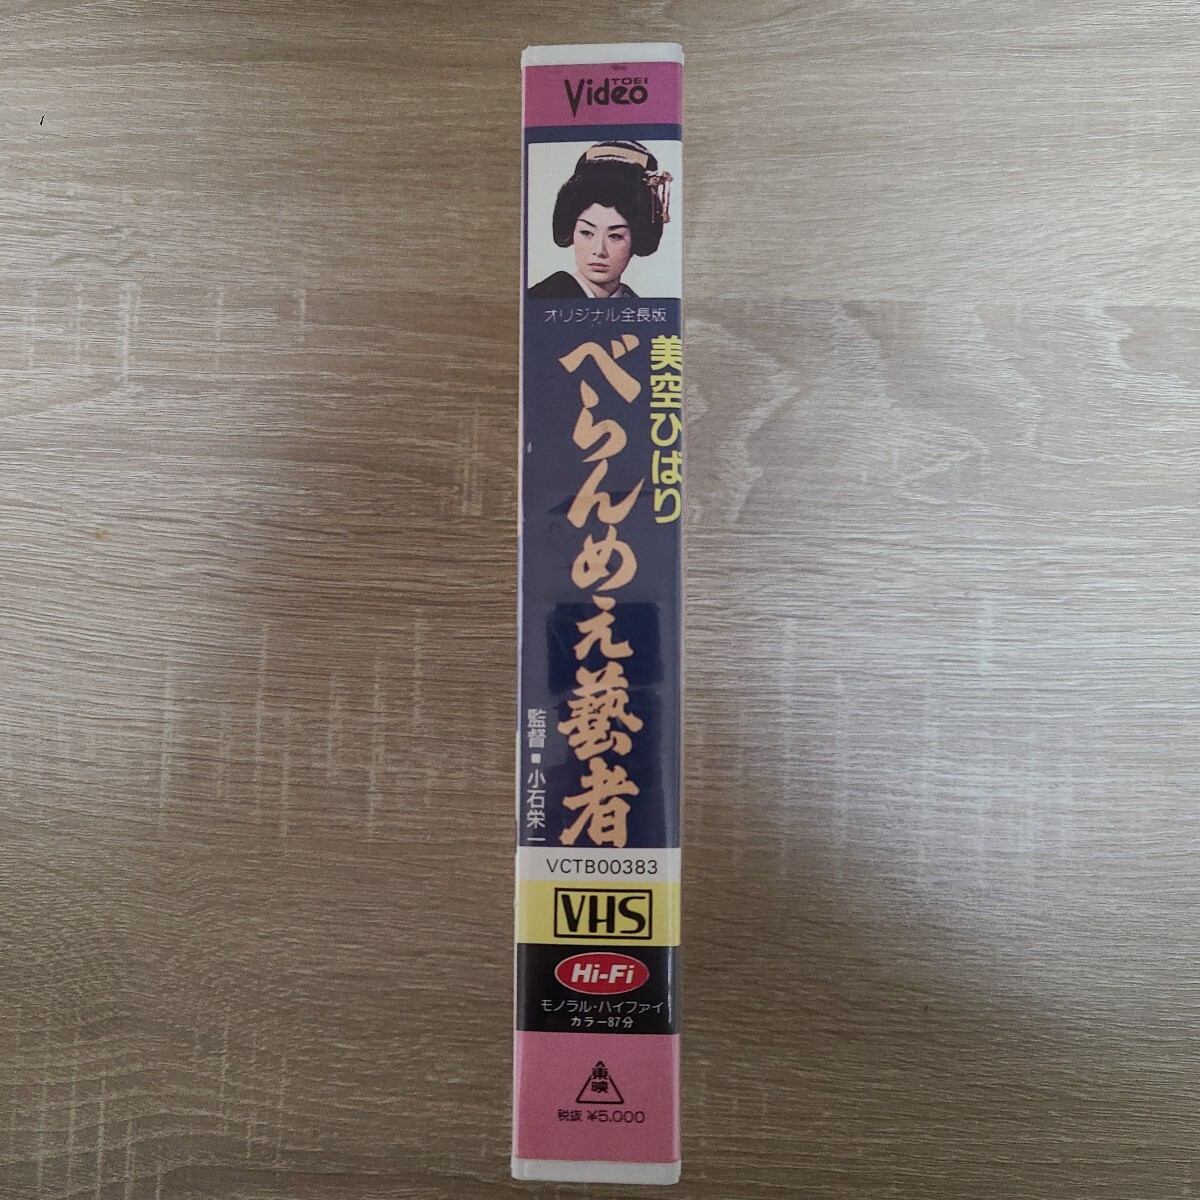 TOEI
Video
オリジナル全長版
美空ひばり
べらんめえ藝者
監督■小石栄一
VCTB00383
VHS
Hi-Fi
モノラル・ハイファイ
カラー87分
東映
税抜 ¥5,000